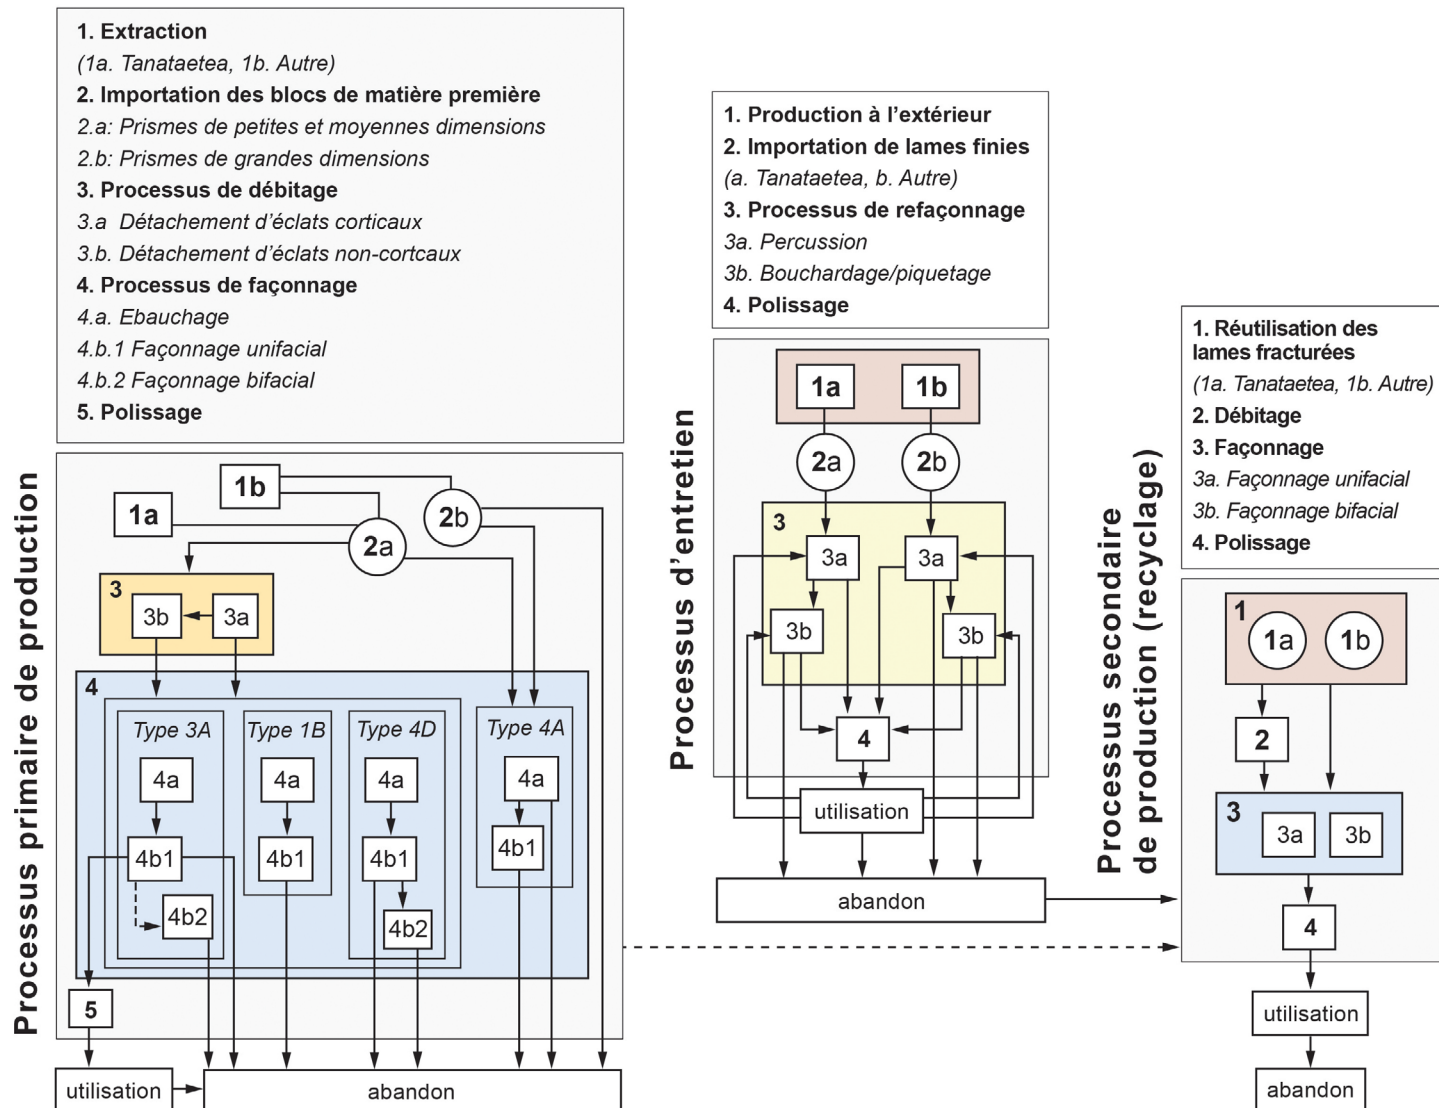 1. Extraction
(1a. Tanataetea, 1b. Autre)
2. Importation des blocs de matière première
2.a: Prismes de petites et moyennes dimensions
2.b: Prismes de grandes dimensions
3. Processus de débitage
3.a Détachement d'éclats corticaux
3.b. Détachement d'éclats non-cortcaux
4. Processus de façonnage
4.a. Ebauchage
4.b.1 Façonnage unifacial
4.b.2 Façonnage bifacial
5. Polissage
Processus primaire de production
1b
1a
2b
2a
3
3b
3a
4
Type 3A
Type 1B
Type 4D
Type 4A
4a
4a
4a
4a
4b1
4b1
4b1
4b1
4b2
4b2
5
utilisation
abandon
1. Production à l'extérieur
2. Importation de lames finies
(a. Tanataetea, b. Autre)
3. Processus de refaçonnage
3a. Percussion
3b. Bouchardage/piquetage
4. Polissage
Processus d'entretien
1a
1b
2a
2b
3
3a
3a
3b
3b
4
utilisation
abandon
1. Réutilisation des
lames fracturées
(1a. Tanataetea, 1b. Autre)
2. Débitage
3. Façonnage
3a. Façonnage unifacial
3b. Façonnage bifacial
4. Polissage
Processus secondaire
de production (recyclage)
1
1a
1b
2
3
3a
3b
4
utilisation
abandon